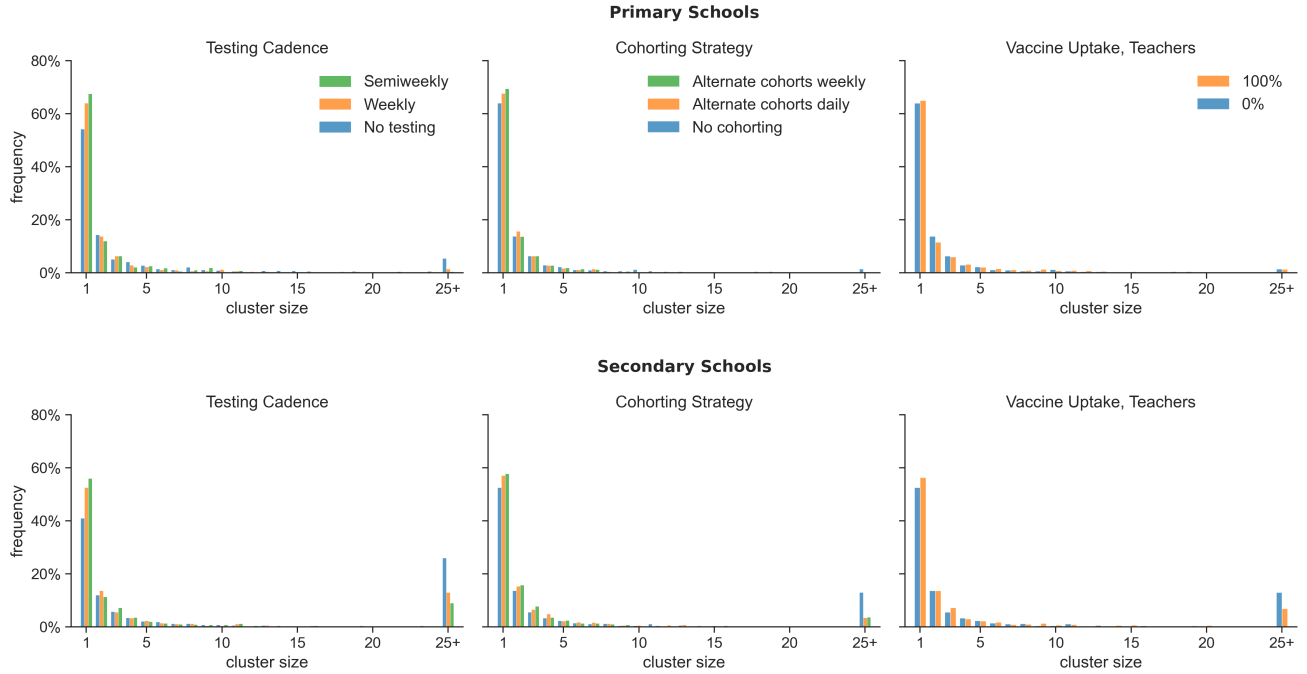 Primary Schools
Testing Cadence
Cohorting Strategy
Vaccine Uptake, Teachers
80%
60%
40%
20%
0%
frequency
Semiweekly
Weekly
No testing
Alternate cohorts weekly
Alternate cohorts daily
No cohorting
100%
0%
1 5 10 15 20 25+
1 5 10 15 20 25+
1 5 10 15 20 25+
cluster size
cluster size
cluster size
Secondary Schools
Testing Cadence
Cohorting Strategy
Vaccine Uptake, Teachers
80%
60%
40%
20%
0%
frequency
1 5 10 15 20 25+
1 5 10 15 20 25+
1 5 10 15 20 25+
cluster size
cluster size
cluster size